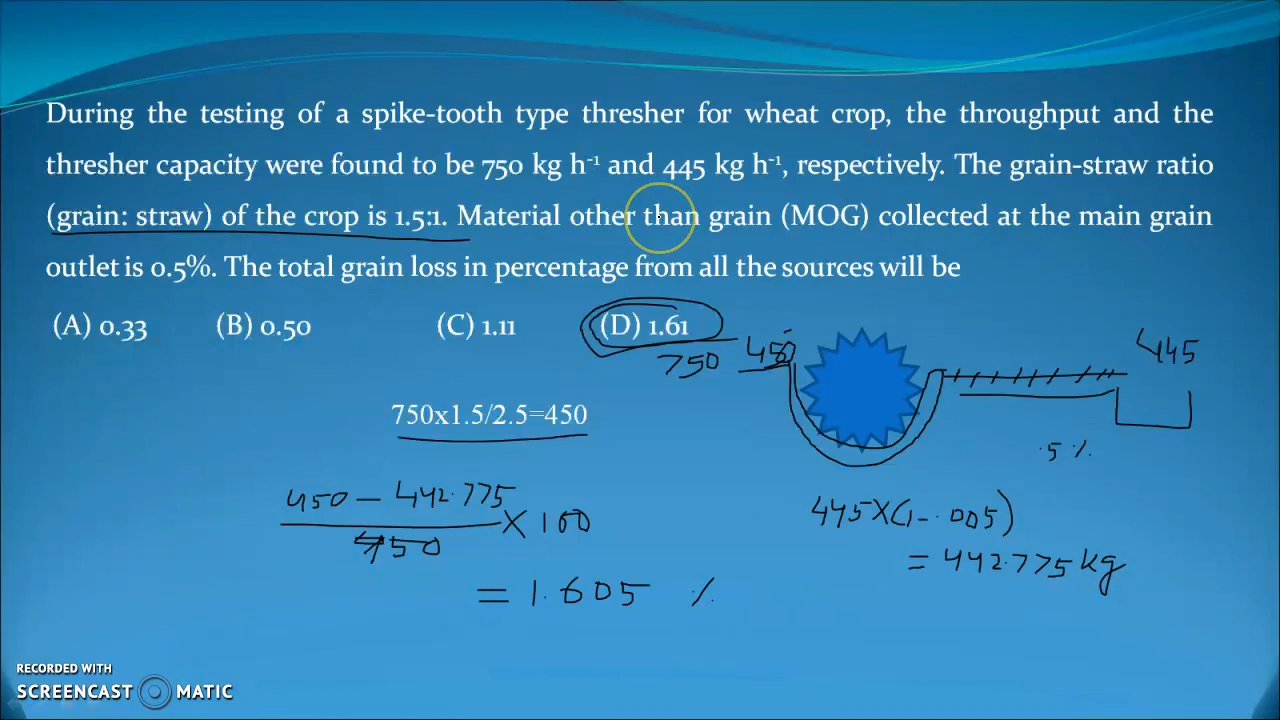 During the testing of a spike-tooth type thresher for wheat crop, the throughput and the
thresher capacity were found to be 750 kg h⁻¹ and 445 kg h⁻¹, respectively. The grain-straw ratio
(grain: straw) of the crop is 1.5:1. Material other than grain (MOG) collected at the main grain
outlet is 0.5%. The total grain loss in percentage from all the sources will be
(A) 0.33 (B) 0.50 (C) 1.11 (D) 1.61
750 450 445
750x1.5/2.5=450
.5 %
450 - 442.775
X 100
450
= 1.605 %
445X(1-.005)
= 442.775 kg
RECORDED WITH
SCREENCAST MATIC